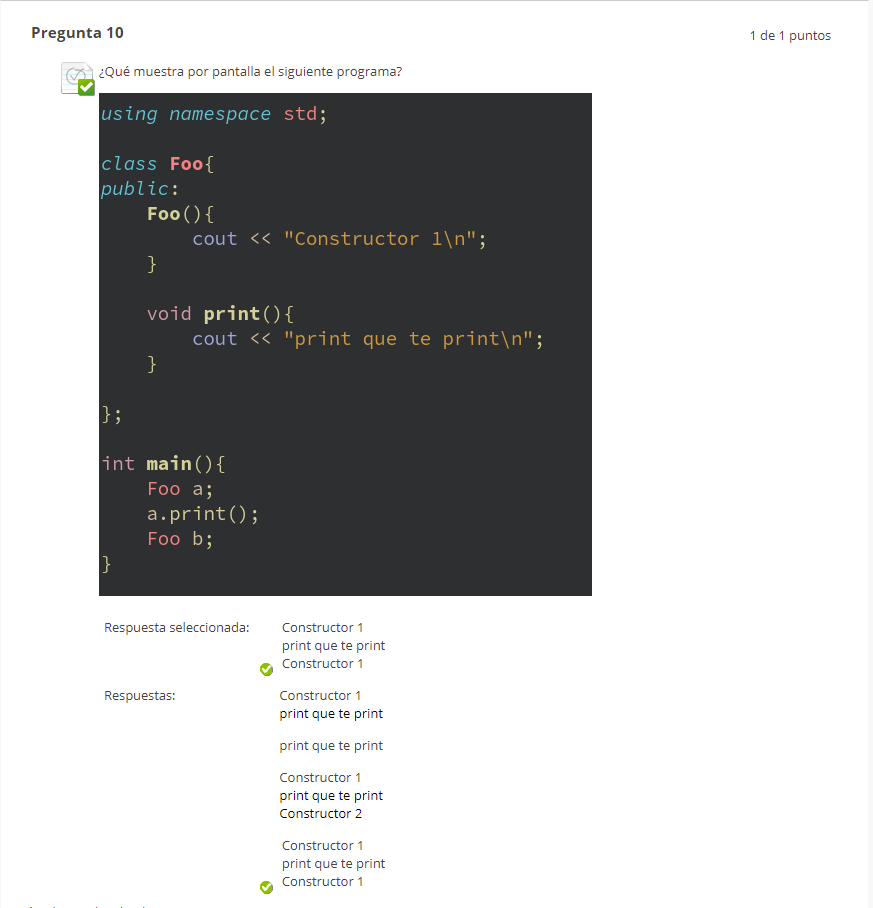 Pregunta 10
1 de 1 puntos
¿Qué muestra por pantalla el siguiente programa?
using namespace std;
class Foo{
public:
    Foo(){
        cout << "Constructor 1\n";
    }
    void print(){
        cout << "print que te print\n";
    }
};
int main(){
    Foo a;
    a.print();
    Foo b;
}
Respuesta seleccionada:
Constructor 1
print que te print
Constructor 1
Respuestas:
Constructor 1
print que te print
print que te print
Constructor 1
print que te print
Constructor 2
Constructor 1
print que te print
Constructor 1